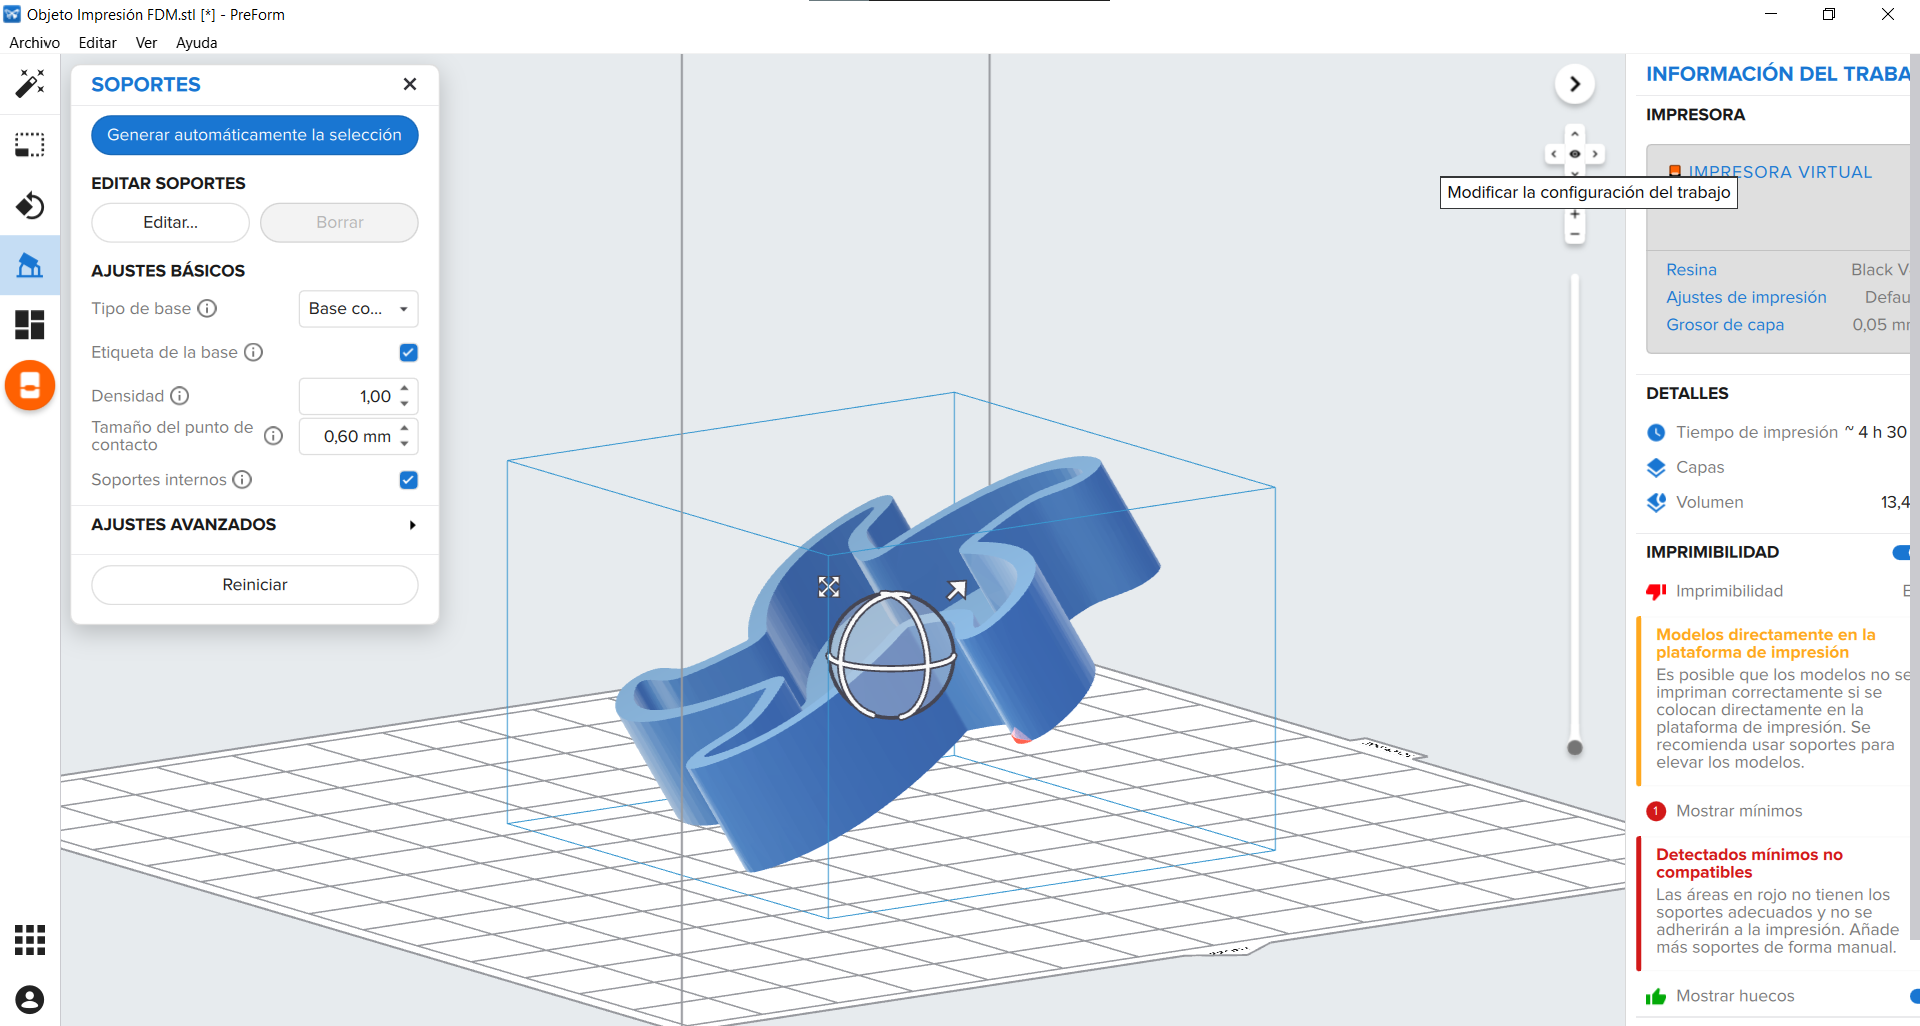 Objeto Impresión FDM.stl [*] - PreForm
Archivo Editar Ver Ayuda
SOPORTES
Generar automáticamente la selección
EDITAR SOPORTES
Editar...
Borrar
AJUSTES BÁSICOS
Tipo de base
Base co...
Etiqueta de la base
Densidad
1,00
Tamaño del punto de
contacto
0,60 mm
Soportes internos
AJUSTES AVANZADOS
Reiniciar
Modificar la configuración del trabajo
INFORMACIÓN DEL TRABA
IMPRESORA
IMPRESORA VIRTUAL
Resina Black V
Ajustes de impresión Defau
Grosor de capa 0,05 m
DETALLES
Tiempo de impresión ~ 4 h 30
Capas
Volumen 13,4
IMPRIMIBILIDAD
Imprimibilidad E
Modelos directamente en la
plataforma de impresión
Es posible que los modelos no se
impriman correctamente si se
colocan directamente en la
plataforma de impresión. Se
recomienda usar soportes para
elevar los modelos.
1 Mostrar mínimos
Detectados mínimos no
compatibles
Las áreas en rojo no tienen los
soportes adecuados y no se
adherirán a la impresión. Añade
más soportes de forma manual.
Mostrar huecos